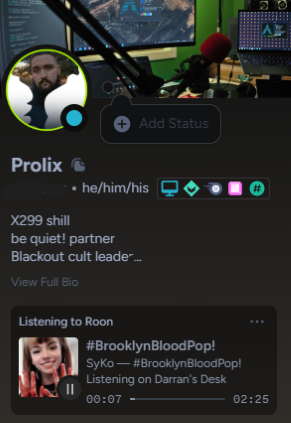 Add Status
Prolix
• he/him/his #
X299 shill
be quiet! partner
Blackout cult leader...
View Full Bio
Listening to Roon
#BrooklynBloodPop!
SyKo — #BrooklynBloodPop!
Listening on Darran's Desk
00:07 02:25